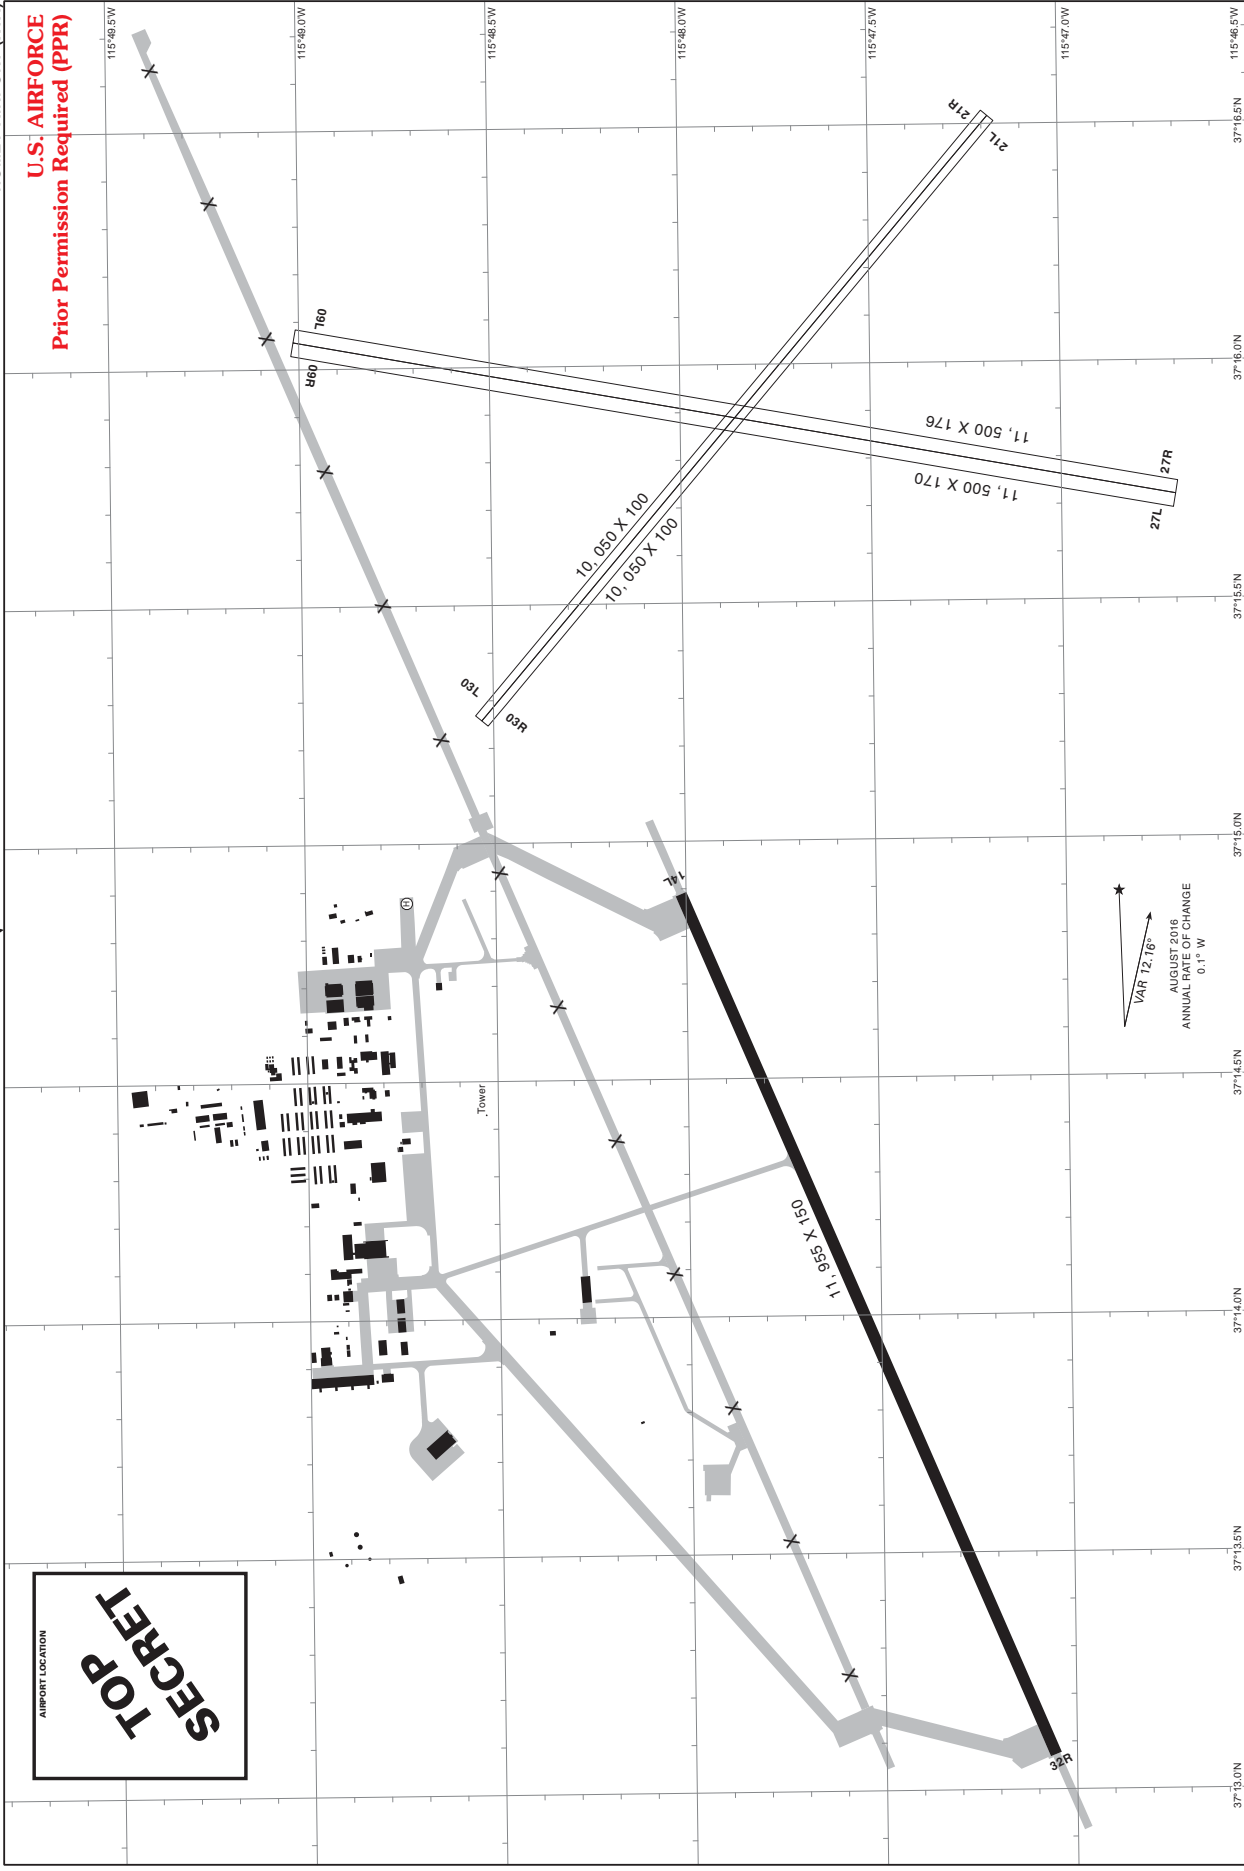 U.S. AIRFORCE
Prior Permission Required (PPR)
AIRPORT LOCATION
TOP
SECRET
115°49.5'W
115°49.0'W
115°48.5'W
115°48.0'W
115°47.5'W
115°47.0'W
115°46.5'W
21R
21L
09L
09R
11, 500 X 176
11, 500 X 170
27R
27L
10, 050 X 100
10, 050 X 100
03L
03R
H
14L
.Tower
11, 955 X 150
32R
VAR 12.16°
AUGUST 2016
ANNUAL RATE OF CHANGE
0.1° W
37°16.5'N
37°16.0'N
37°15.5'N
37°15.0'N
37°14.5'N
37°14.0'N
37°13.5'N
37°13.0'N